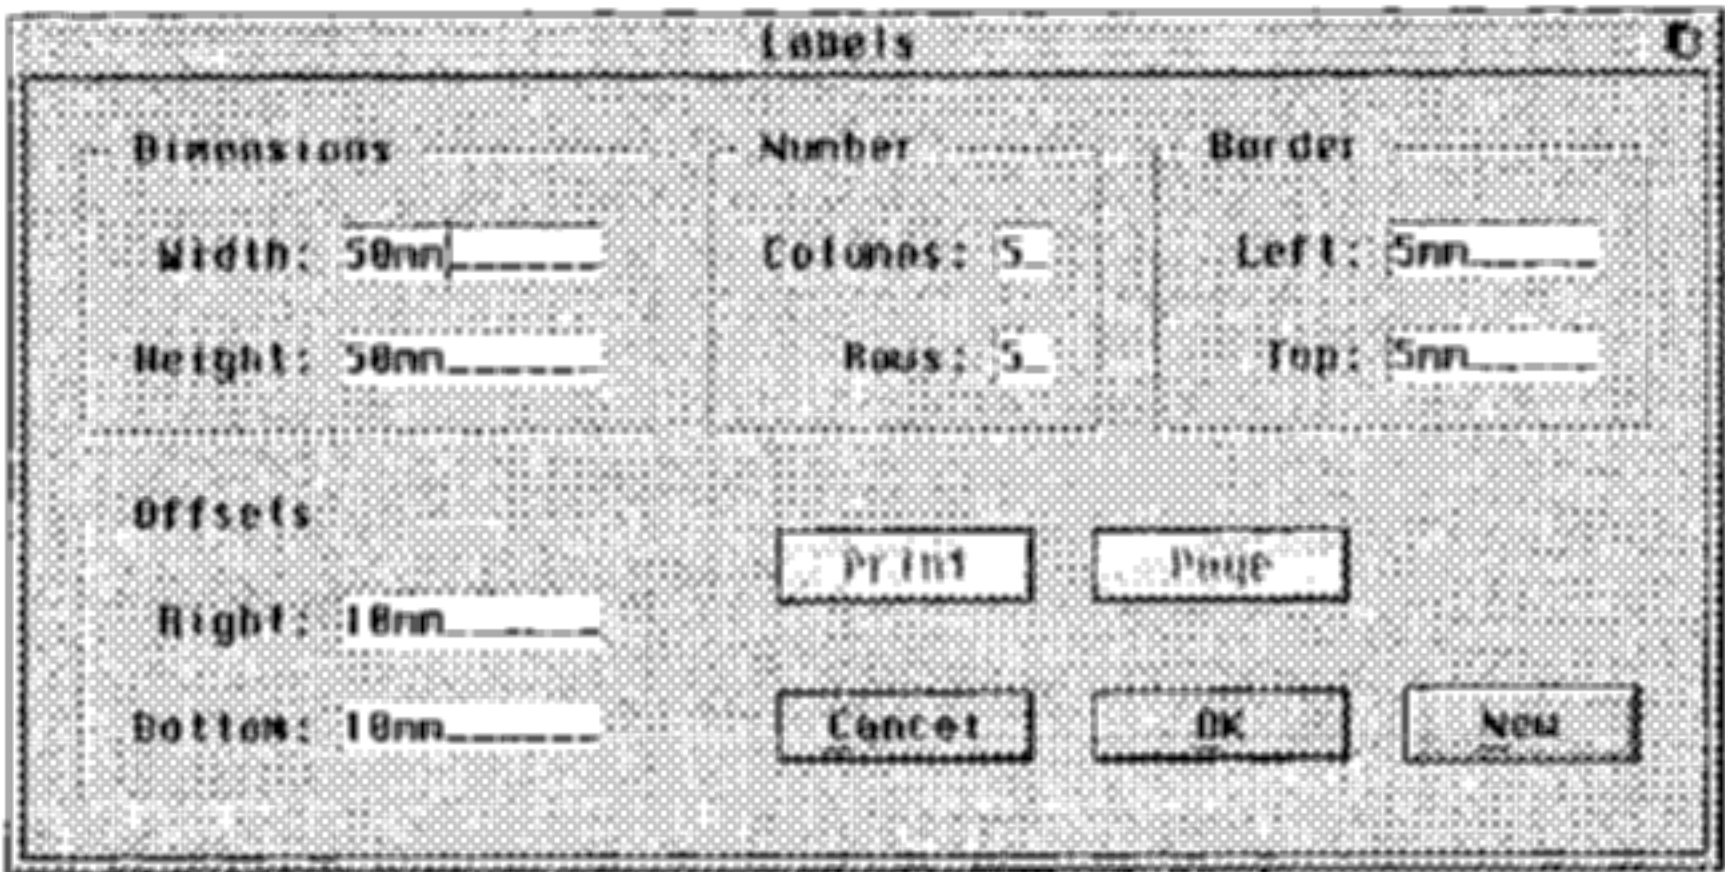 Labels
Dimensions
Width: 50mm
Height: 50mm
Number
Columns: 5
Rows: 5
Border
Left: 5mm
Top: 5mm
Offsets
Right: 10mm
Bottom: 10mm
Print
Page
Cancel
OK
New